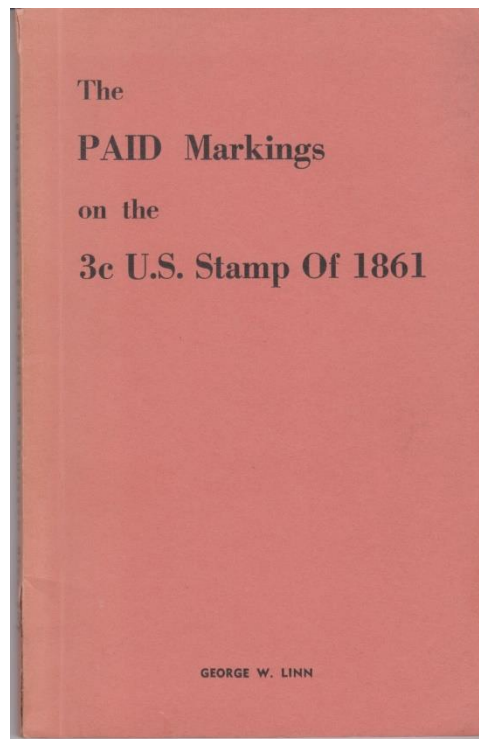 The
PAID Markings
on the
3c U.S. Stamp Of 1861
GEORGE W. LINN